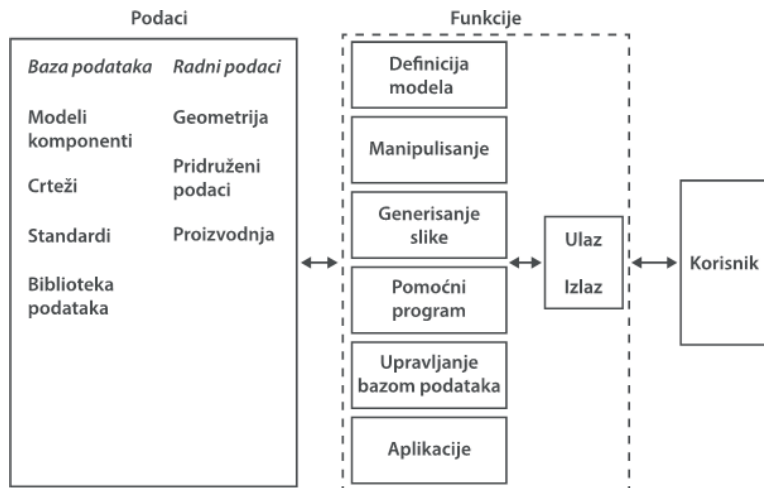 Podaci
Funkcije
Baza podataka
Radni podaci
Modeli
komponenti
Geometrija
Crteži
Pridruženi
podaci
Standardi
Proizvodnja
Biblioteka
podataka
Definicija
modela
Manipulisanje
Generisanje
slike
Pomoćni
program
Upravljanje
bazom podataka
Aplikacije
Ulaz
Izlaz
Korisnik